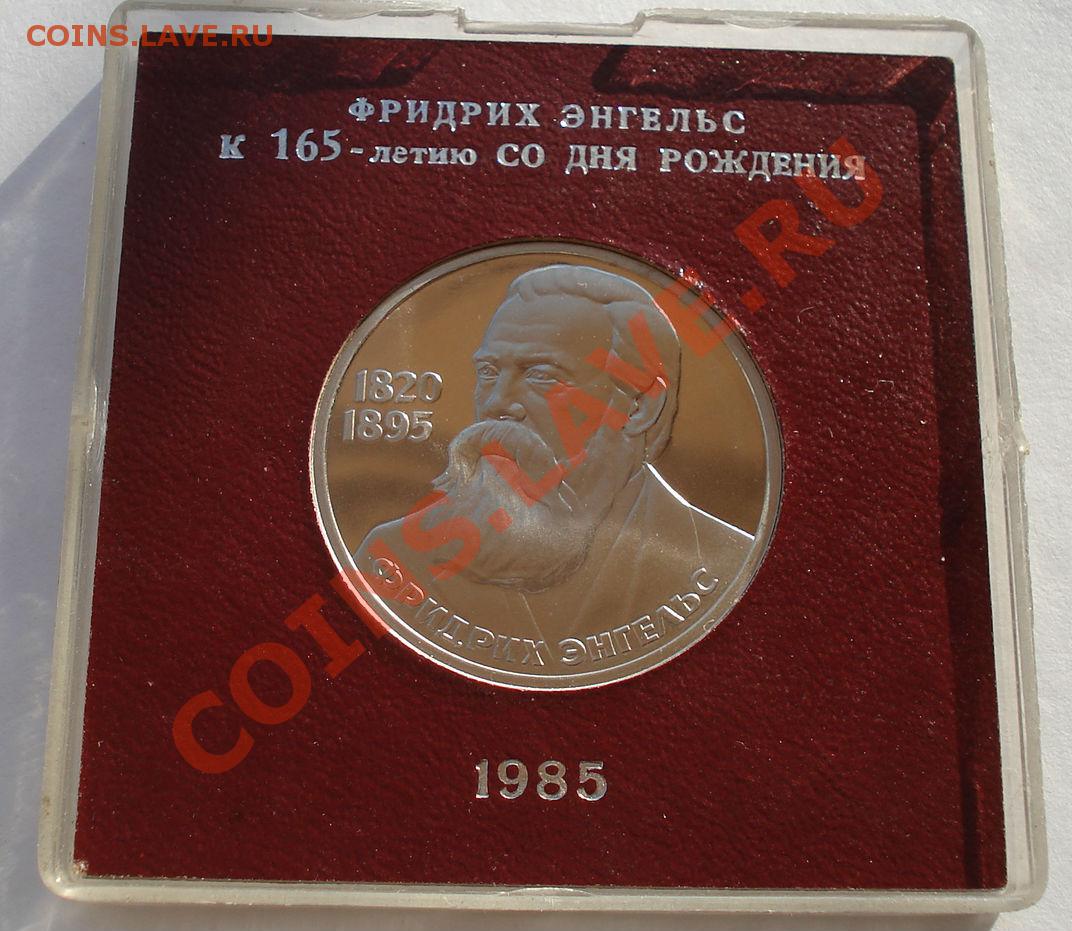 COINS.LAVE.RU
ФРИДРИХ ЭНГЕЛЬС
К 165-летию СО ДНЯ РОЖДЕНИЯ
1820
1895
ФРИДРИХ ЭНГЕЛЬС
COINS.LAVE.RU
1985